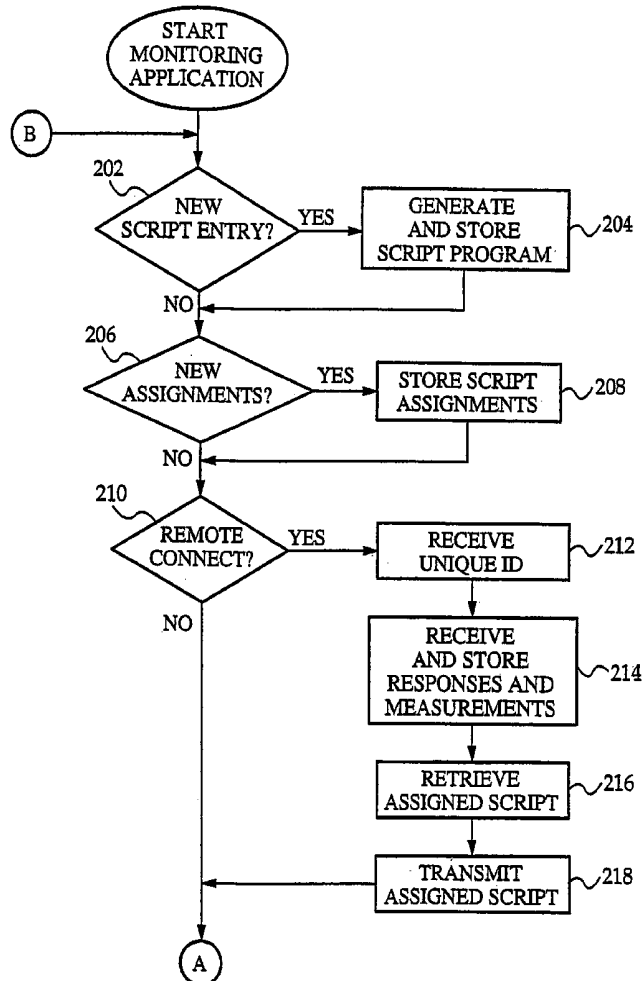 START
MONITORING
APPLICATION
B
202
NEW
SCRIPT ENTRY?
YES
GENERATE
AND STORE
SCRIPT PROGRAM
204
NO
206
NEW
ASSIGNMENTS?
YES
STORE SCRIPT
ASSIGNMENTS
208
NO
210
REMOTE
CONNECT?
YES
RECEIVE
UNIQUE ID
212
NO
RECEIVE
AND STORE
RESPONSES AND
MEASUREMENTS
214
RETRIEVE
ASSIGNED SCRIPT
216
TRANSMIT
ASSIGNED SCRIPT
218
A